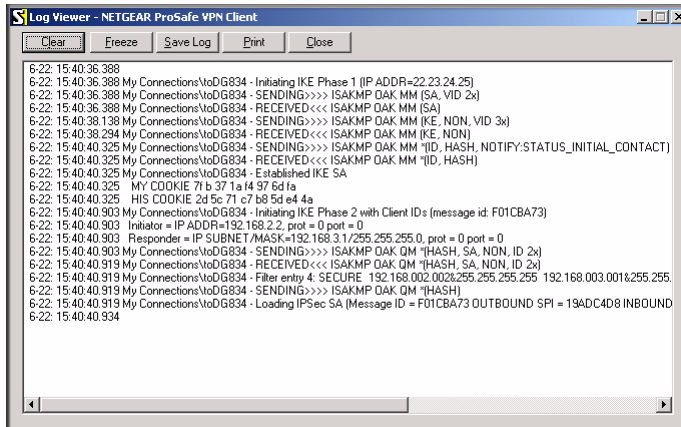 Log Viewer - NETGEAR ProSafe VPN Client
Clear Freeze Save Log Print Close
6-22: 15:40:36.388
6-22: 15:40:36.388 My Connections\toDG834 - Initiating IKE Phase 1 (IP ADDR=22.23.24.25)
6-22: 15:40:36.388 My Connections\toDG834 - SENDING>>>> ISAKMP OAK MM (SA, VID 2x)
6-22: 15:40:36.388 My Connections\toDG834 - RECEIVED<<< ISAKMP OAK MM (SA)
6-22: 15:40:38.138 My Connections\toDG834 - SENDING>>>> ISAKMP OAK MM (KE, NON, VID 3x)
6-22: 15:40:38.294 My Connections\toDG834 - RECEIVED<<< ISAKMP OAK MM (KE, NON)
6-22: 15:40:40.325 My Connections\toDG834 - SENDING>>>> ISAKMP OAK MM *(ID, HASH, NOTIFY:STATUS_INITIAL_CONTACT)
6-22: 15:40:40.325 My Connections\toDG834 - RECEIVED<<< ISAKMP OAK MM *(ID, HASH)
6-22: 15:40:40.325 My Connections\toDG834 - Established IKE SA
6-22: 15:40:40.325 MY COOKIE 7f b 37 1a f4 97 6d fa
6-22: 15:40:40.325 HIS COOKIE 2d 5c 71 c7 b8 5d e4 4a
6-22: 15:40:40.903 My Connections\toDG834 - Initiating IKE Phase 2 with Client IDs (message id: F01CBA73)
6-22: 15:40:40.903 Initiator = IP ADDR=192.168.2.2, prot = 0 port = 0
6-22: 15:40:40.903 Responder = IP SUBNET/MASK=192.168.3.1/255.255.255.0, prot = 0 port = 0
6-22: 15:40:40.903 My Connections\toDG834 - SENDING>>>> ISAKMP OAK QM *(HASH, SA, NON, ID 2x)
6-22: 15:40:40.919 My Connections\toDG834 - RECEIVED<<< ISAKMP OAK QM *(HASH, SA, NON, ID 2x)
6-22: 15:40:40.919 My Connections\toDG834 - Filter entry 4: SECURE 192.168.002.002&255.255.255.255 192.168.003.001&255.255.
6-22: 15:40:40.919 My Connections\toDG834 - SENDING>>>> ISAKMP OAK QM *(HASH)
6-22: 15:40:40.919 My Connections\toDG834 - Loading IPSec SA (Message ID = F01CBA73 OUTBOUND SPI = 19ADC4D8 INBOUND
6-22: 15:40:40.934